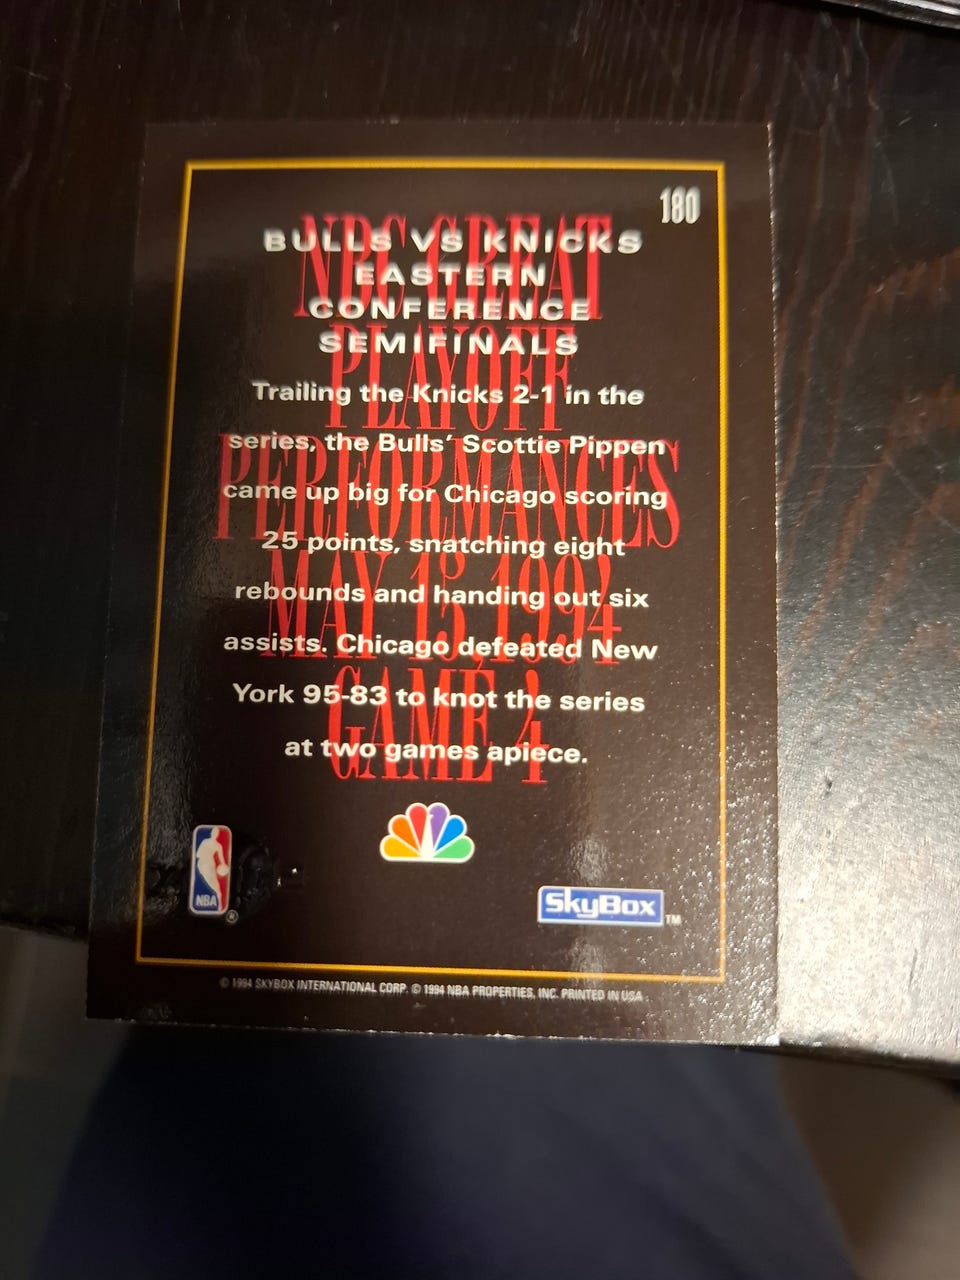 180
BULLS VS KNICKS
EASTERN
CONFERENCE
SEMIFINALS
NBC GREAT
PLAYOFF
PERFORMANCES
MAY 15, 1994
GAME 4
Trailing the Knicks 2-1 in the
series, the Bulls' Scottie Pippen
came up big for Chicago scoring
25 points, snatching eight
rebounds and handing out six
assists. Chicago defeated New
York 95-83 to knot the series
at two games apiece.
NBA ®
SkyBox TM
© 1994 SKYBOX INTERNATIONAL CORP. © 1994 NBA PROPERTIES, INC. PRINTED IN USA